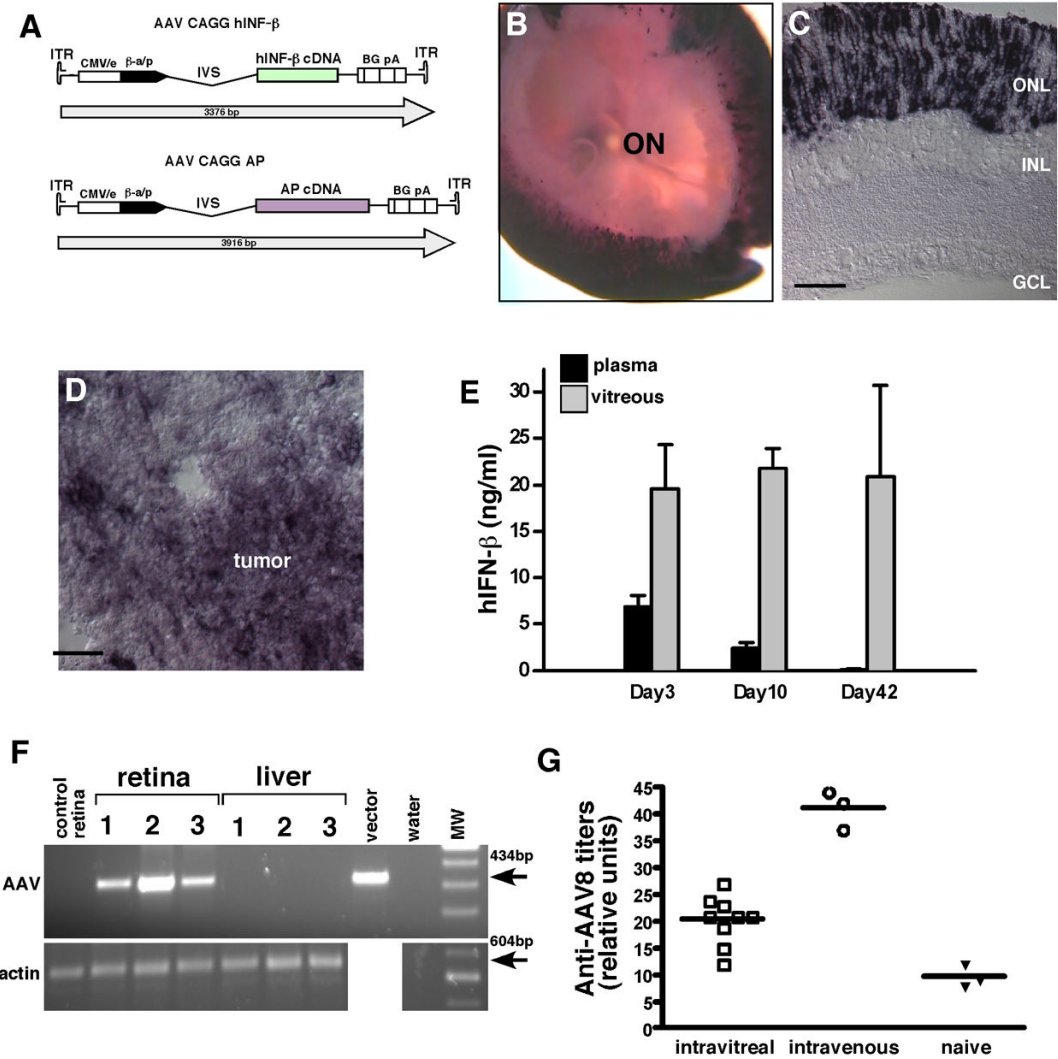 A
AAV CAGG hINF-β
ITR CMV/e β-a/p IVS hINF-β cDNA BG pA ITR
3376 bp
AAV CAGG AP
ITR CMV/e β-a/p IVS AP cDNA BG pA ITR
3916 bp
B
ON
C
ONL
INL
GCL
D
tumor
E
plasma
vitreous
hIFN-β (ng/ml)
30
25
20
15
10
5
0
Day3 Day10 Day42
F
control retina
retina liver
1 2 3 1 2 3
vector
water
MW
AAV
434bp
actin
604bp
G
Anti-AAV8 titers
(relative units)
45
40
35
30
25
20
15
10
5
0
intravitreal intravenous naive